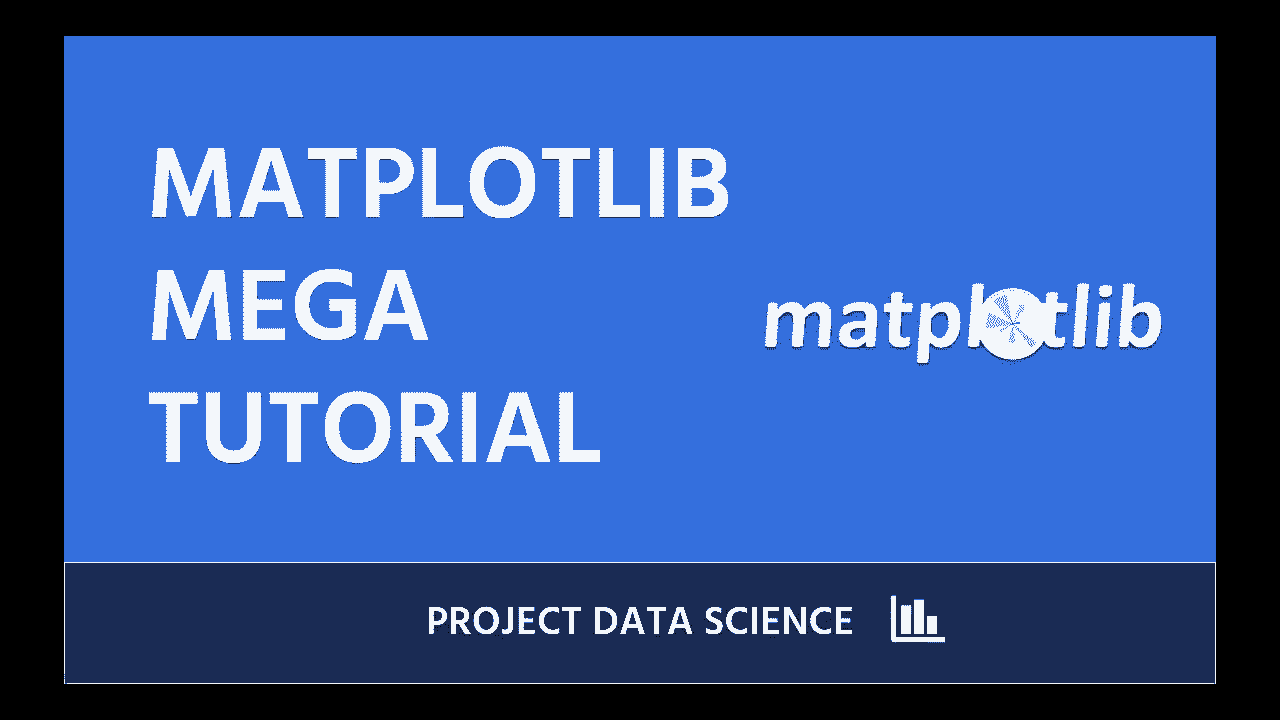 MATPLOTLIB
MEGA
TUTORIAL
matplotlib
PROJECT DATA SCIENCE